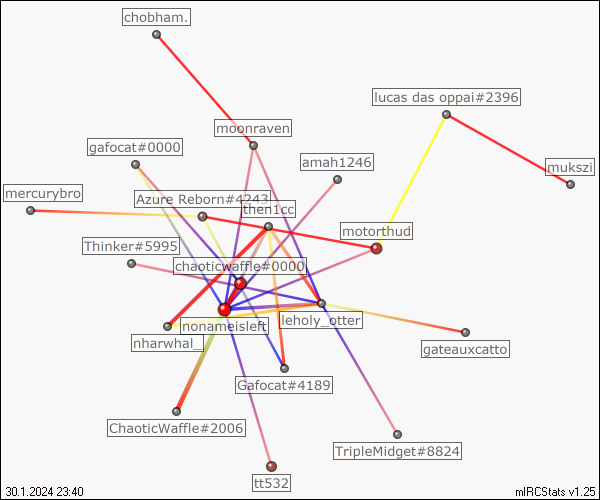 chobham.
lucas das oppai#2396
moonraven
gafocat#0000
amah1246
mukszi
mercurybro
Azure Reborn#4243
then1cc
motorthud
Thinker#5995
chaoticwaffle#0000
nonameisleft
leholy_otter
nharwhal_
gateauxcatto
Gafocat#4189
ChaoticWaffle#2006
TripleMidget#8824
tt532
30.1.2024 23:40
mIRCStats v1.25